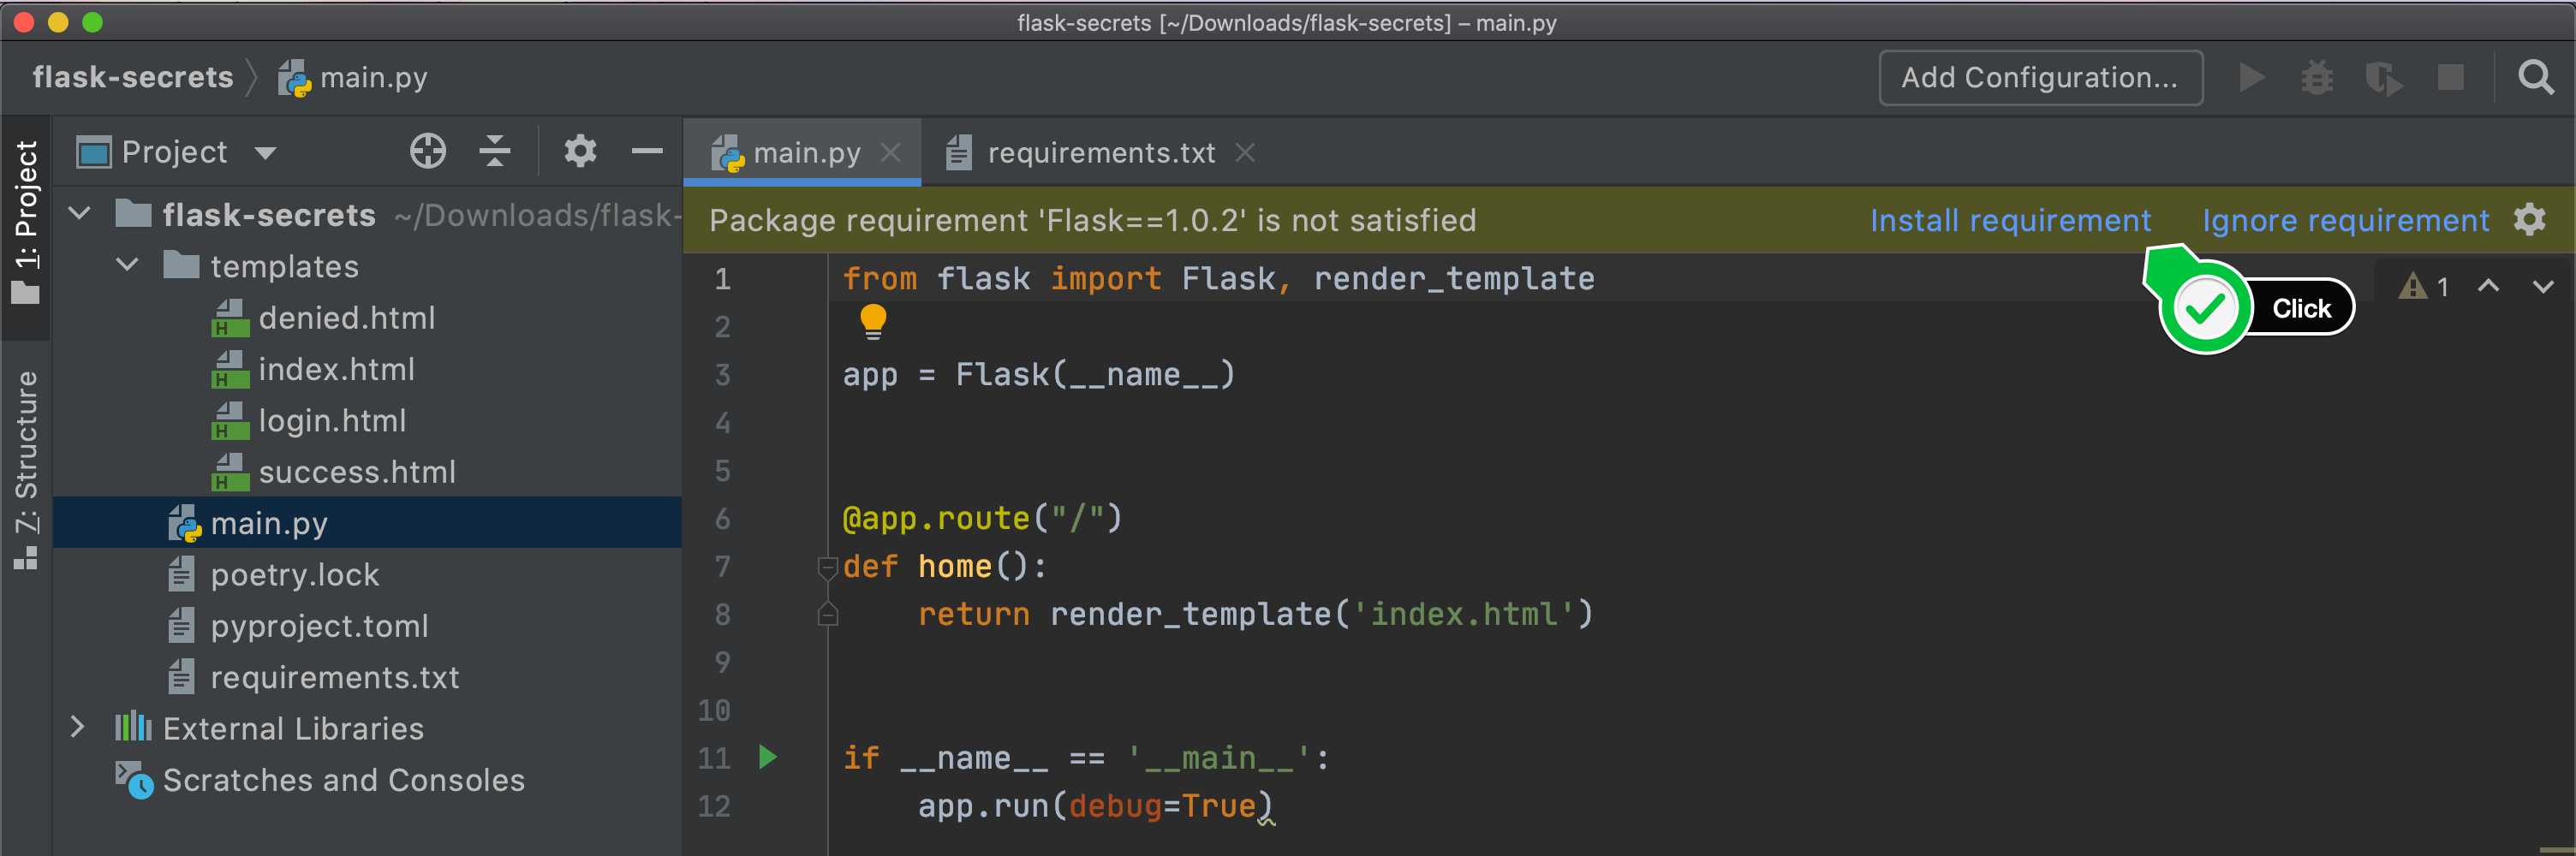 flask-secrets [~/Downloads/flask-secrets] – main.py
flask-secrets main.py
Add Configuration...
1: Project
7: Structure
Project
flask-secrets ~/Downloads/flask-
templates
denied.html
index.html
login.html
success.html
main.py
poetry.lock
pyproject.toml
requirements.txt
External Libraries
Scratches and Consoles
main.py requirements.txt
Package requirement 'Flask==1.0.2' is not satisfied Install requirement Ignore requirement
Click
1
1 from flask import Flask, render_template
2
3 app = Flask(__name__)
4
5
6 @app.route("/")
7 def home():
8     return render_template('index.html')
9
10
11 if __name__ == '__main__':
12     app.run(debug=True)